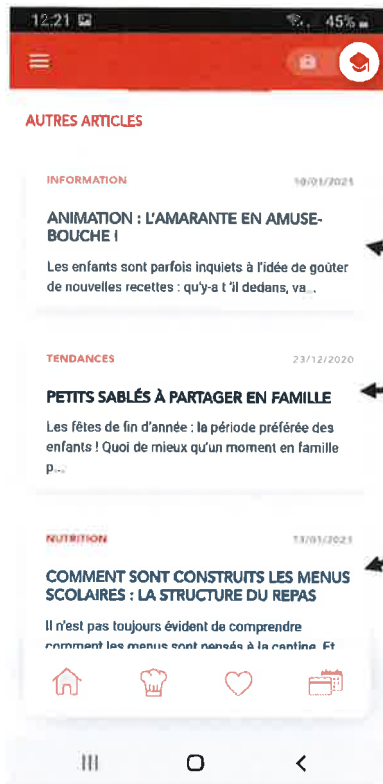 12:21 45%
AUTRES ARTICLES
INFORMATION 10/01/2021
ANIMATION : L'AMARANTE EN AMUSE-
BOUCHE !
Les enfants sont parfois inquiets à l'idée de goûter
de nouvelles recettes : qu'y-a t 'il dedans, va...
TENDANCES 23/12/2020
PETITS SABLÉS À PARTAGER EN FAMILLE
Les fêtes de fin d'année : la période préférée des
enfants ! Quoi de mieux qu'un moment en famille
p...
NUTRITION 13/01/2021
COMMENT SONT CONSTRUITS LES MENUS
SCOLAIRES : LA STRUCTURE DU REPAS
Il n'est pas toujours évident de comprendre
comment les menus sont pensés à la cantine. Et